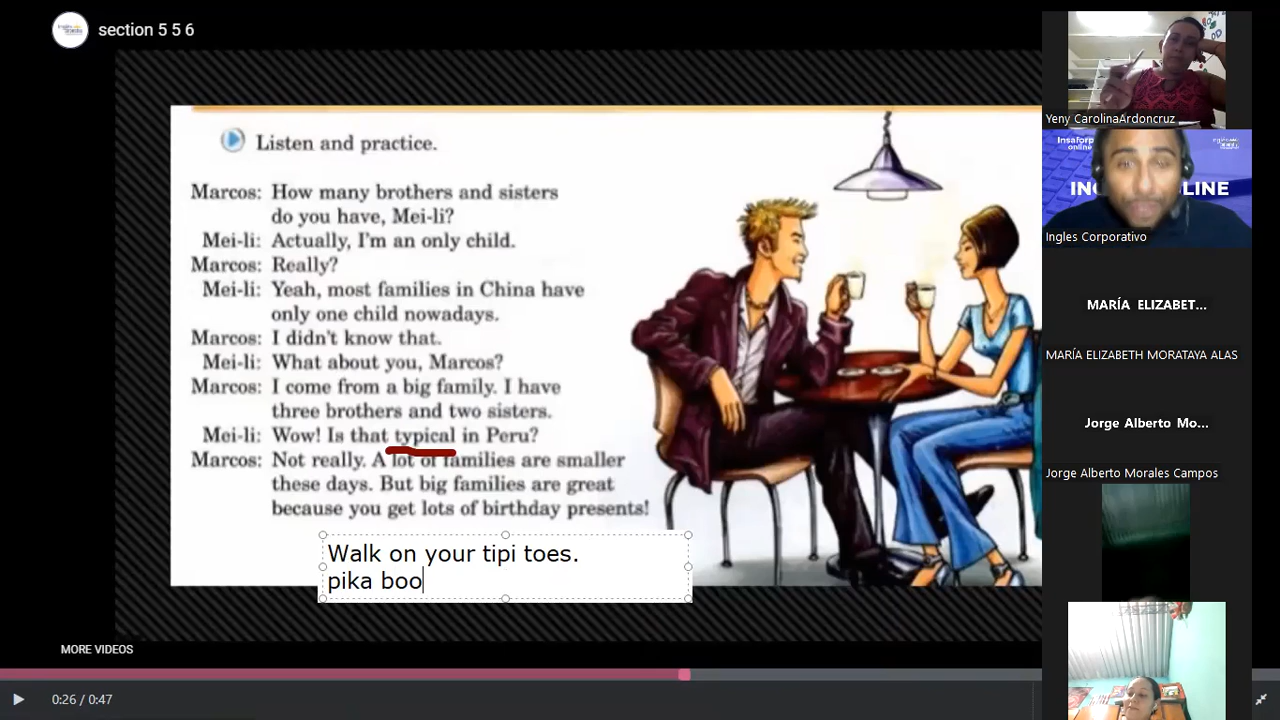 section 5 5 6
Listen and practice.
Marcos: How many brothers and sisters
do you have, Mei-li?
Mei-li: Actually, I'm an only child.
Marcos: Really?
Mei-li: Yeah, most families in China have
only one child nowadays.
Marcos: I didn't know that.
Mei-li: What about you, Marcos?
Marcos: I come from a big family. I have
three brothers and two sisters.
Mei-li: Wow! Is that typical in Peru?
Marcos: Not really. A lot of families are smaller
these days. But big families are great
because you get lots of birthday presents!
Walk on your tipi toes.
pika boo
MORE VIDEOS
0:26 / 0:47
Yeny CarolinaArdoncruz
Insaforp
online
Ingles Corporativo
MARÍA ELIZABET...
MARÍA ELIZABETH MORATAYA ALAS
Jorge Alberto Mo...
Jorge Alberto Morales Campos